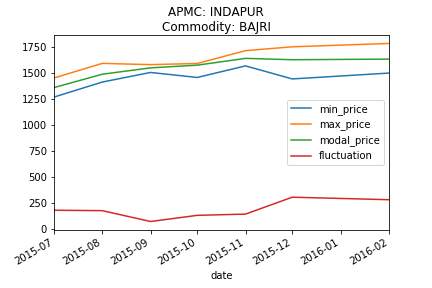 APMC: INDAPUR
Commodity: BAJRI
1750
1500
1250
1000
750
500
250
0
min_price
max_price
modal_price
fluctuation
2015-07
2015-08
2015-09
2015-10
2015-11
2015-12
2016-01
2016-02
date